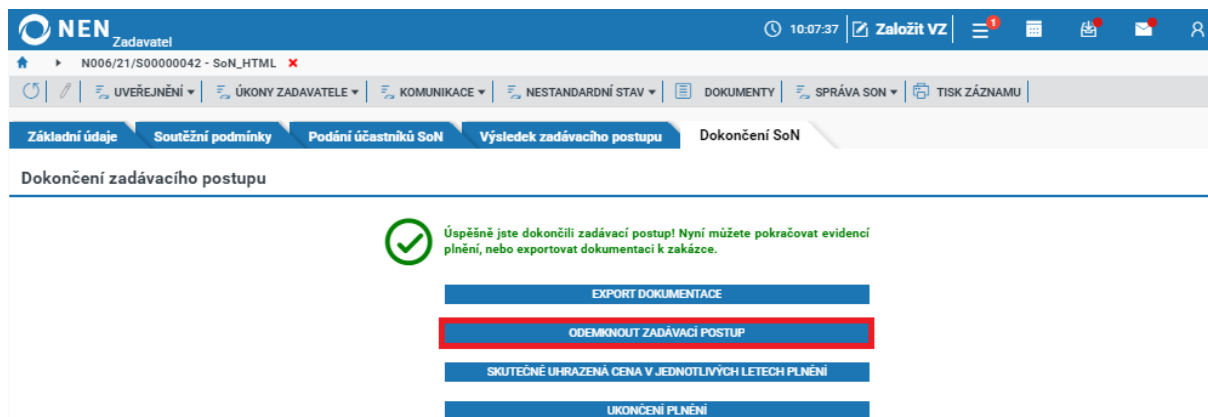 NEN Zadavatel 10:07:37 Založit VZ 1
N006/21/S00000042 - SoN_HTML
UVEŘEJNĚNÍ ÚKONY ZADAVATELE KOMUNIKACE NESTANDARDNÍ STAV DOKUMENTY SPRÁVA SON TISK ZÁZNAMU
Základní údaje Soutěžní podmínky Podání účastníků SoN Výsledek zadávacího postupu Dokončení SoN
Dokončení zadávacího postupu
Úspěšně jste dokončili zadávací postup! Nyní můžete pokračovat evidencí
plnění, nebo exportovat dokumentaci k zakázce.
EXPORT DOKUMENTACE
ODEMKNOUT ZADÁVACÍ POSTUP
SKUTEČNĚ UHRAZENÁ CENA V JEDNOTLIVÝCH LETECH PLNĚNÍ
UKONČENÍ PLNĚNÍ